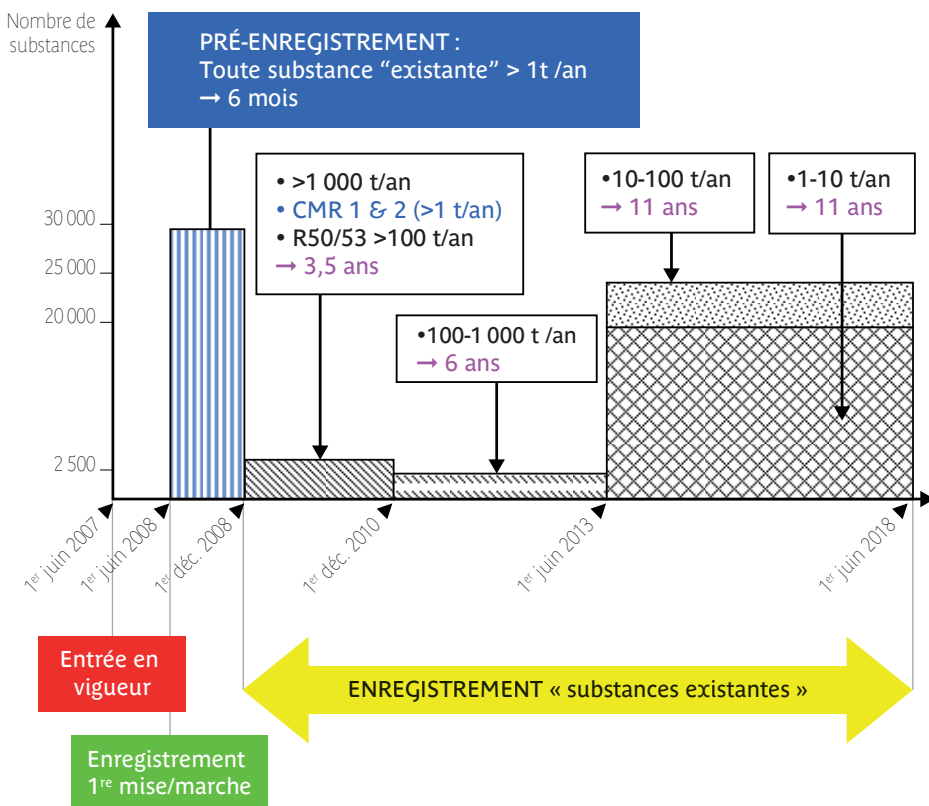 Nombre de
substances
PRÉ-ENREGISTREMENT :
Toute substance “existante” > 1t /an
→ 6 mois
• >1 000 t/an
• CMR 1 & 2 (>1 t/an)
• R50/53 >100 t/an
→ 3,5 ans
•10-100 t/an
→ 11 ans
•1-10 t/an
→ 11 ans
•100-1 000 t /an
→ 6 ans
30 000
25 000
20 000
2 500
1er juin 2007
1er juin 2008
1er déc. 2008
1er déc. 2010
1er juin 2013
1er juin 2018
Entrée en
vigueur
ENREGISTREMENT « substances existantes »
Enregistrement
1re mise/marche